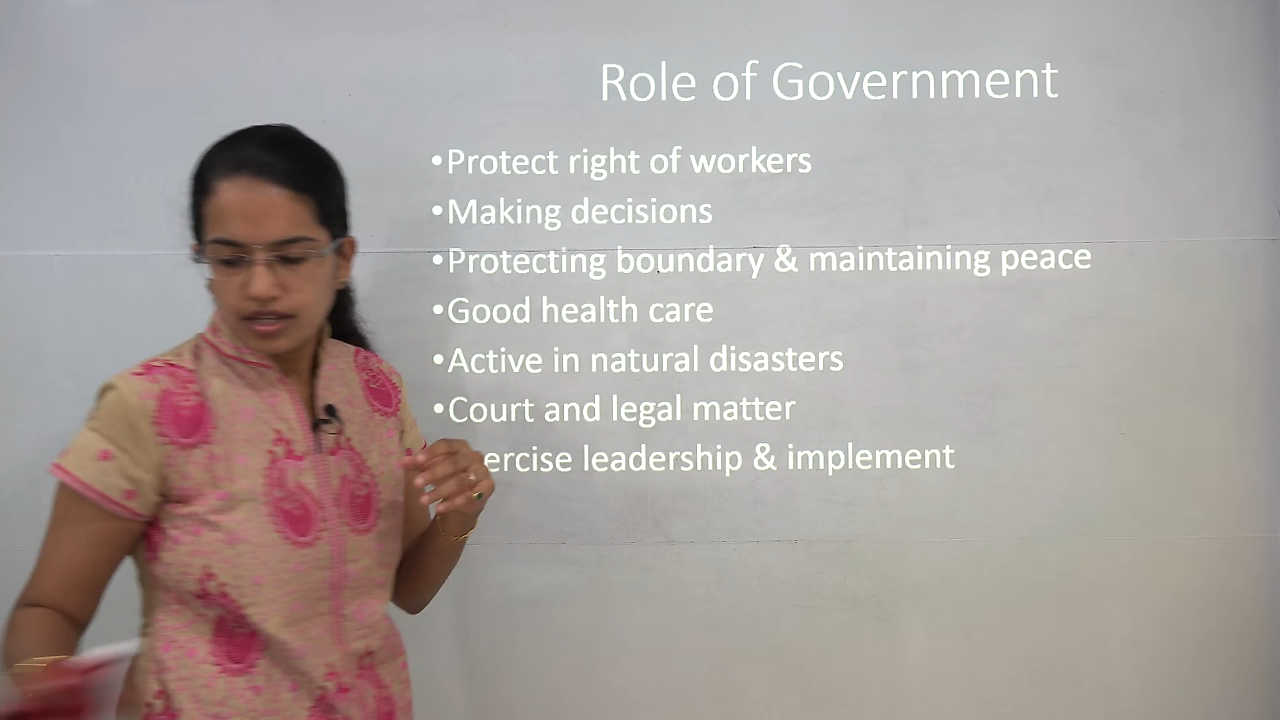 Role of Government
•Protect right of workers
•Making decisions
•Protecting boundary & maintaining peace
•Good health care
•Active in natural disasters
•Court and legal matter
ercise leadership & implement